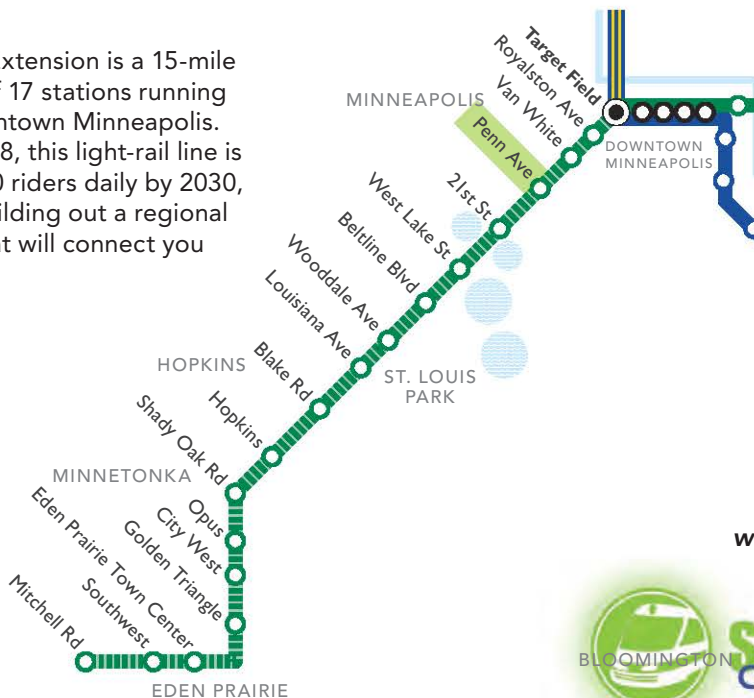 xtension is a 15-mile
17 stations running
town Minneapolis.
8, this light-rail line is
riders daily by 2030,
out a regional
will connect you
Target Field
Royalston Ave
Van White
MINNEAPOLIS
Penn Ave
DOWNTOWN
MINNEAPOLIS
21st St
West Lake St
Beltline Blvd
Wooddale Ave
Louisiana Ave
HOPKINS
Blake Rd
ST. LOUIS
PARK
Hopkins
Shady Oak Rd
MINNETONKA
Opus
City West
Golden Triangle
Eden Prairie Town Center
Southwest
Mitchell Rd
EDEN PRAIRIE
BLOOMINGTON